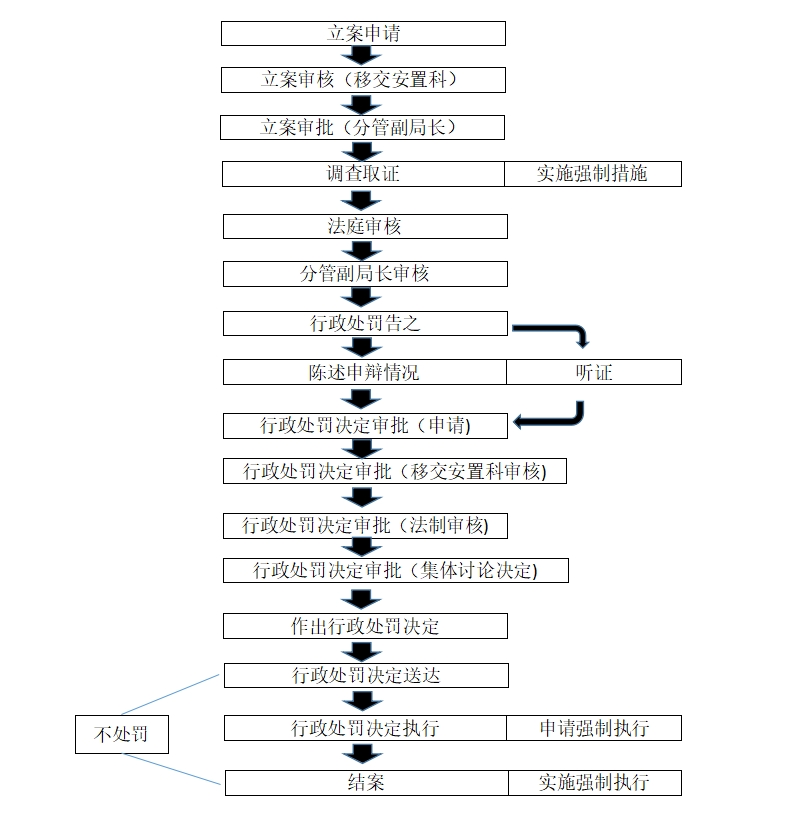 立案申请
立案审核（移交安置科）
立案审批（分管副局长）
调查取证 实施强制措施
法庭审核
分管副局长审核
行政处罚告之
陈述申辩情况 听证
行政处罚决定审批（申请)
行政处罚决定审批（移交安置科审核)
行政处罚决定审批（法制审核)
行政处罚决定审批（集体讨论决定)
作出行政处罚决定
行政处罚决定送达
不处罚
行政处罚决定执行 申请强制执行
结案 实施强制执行